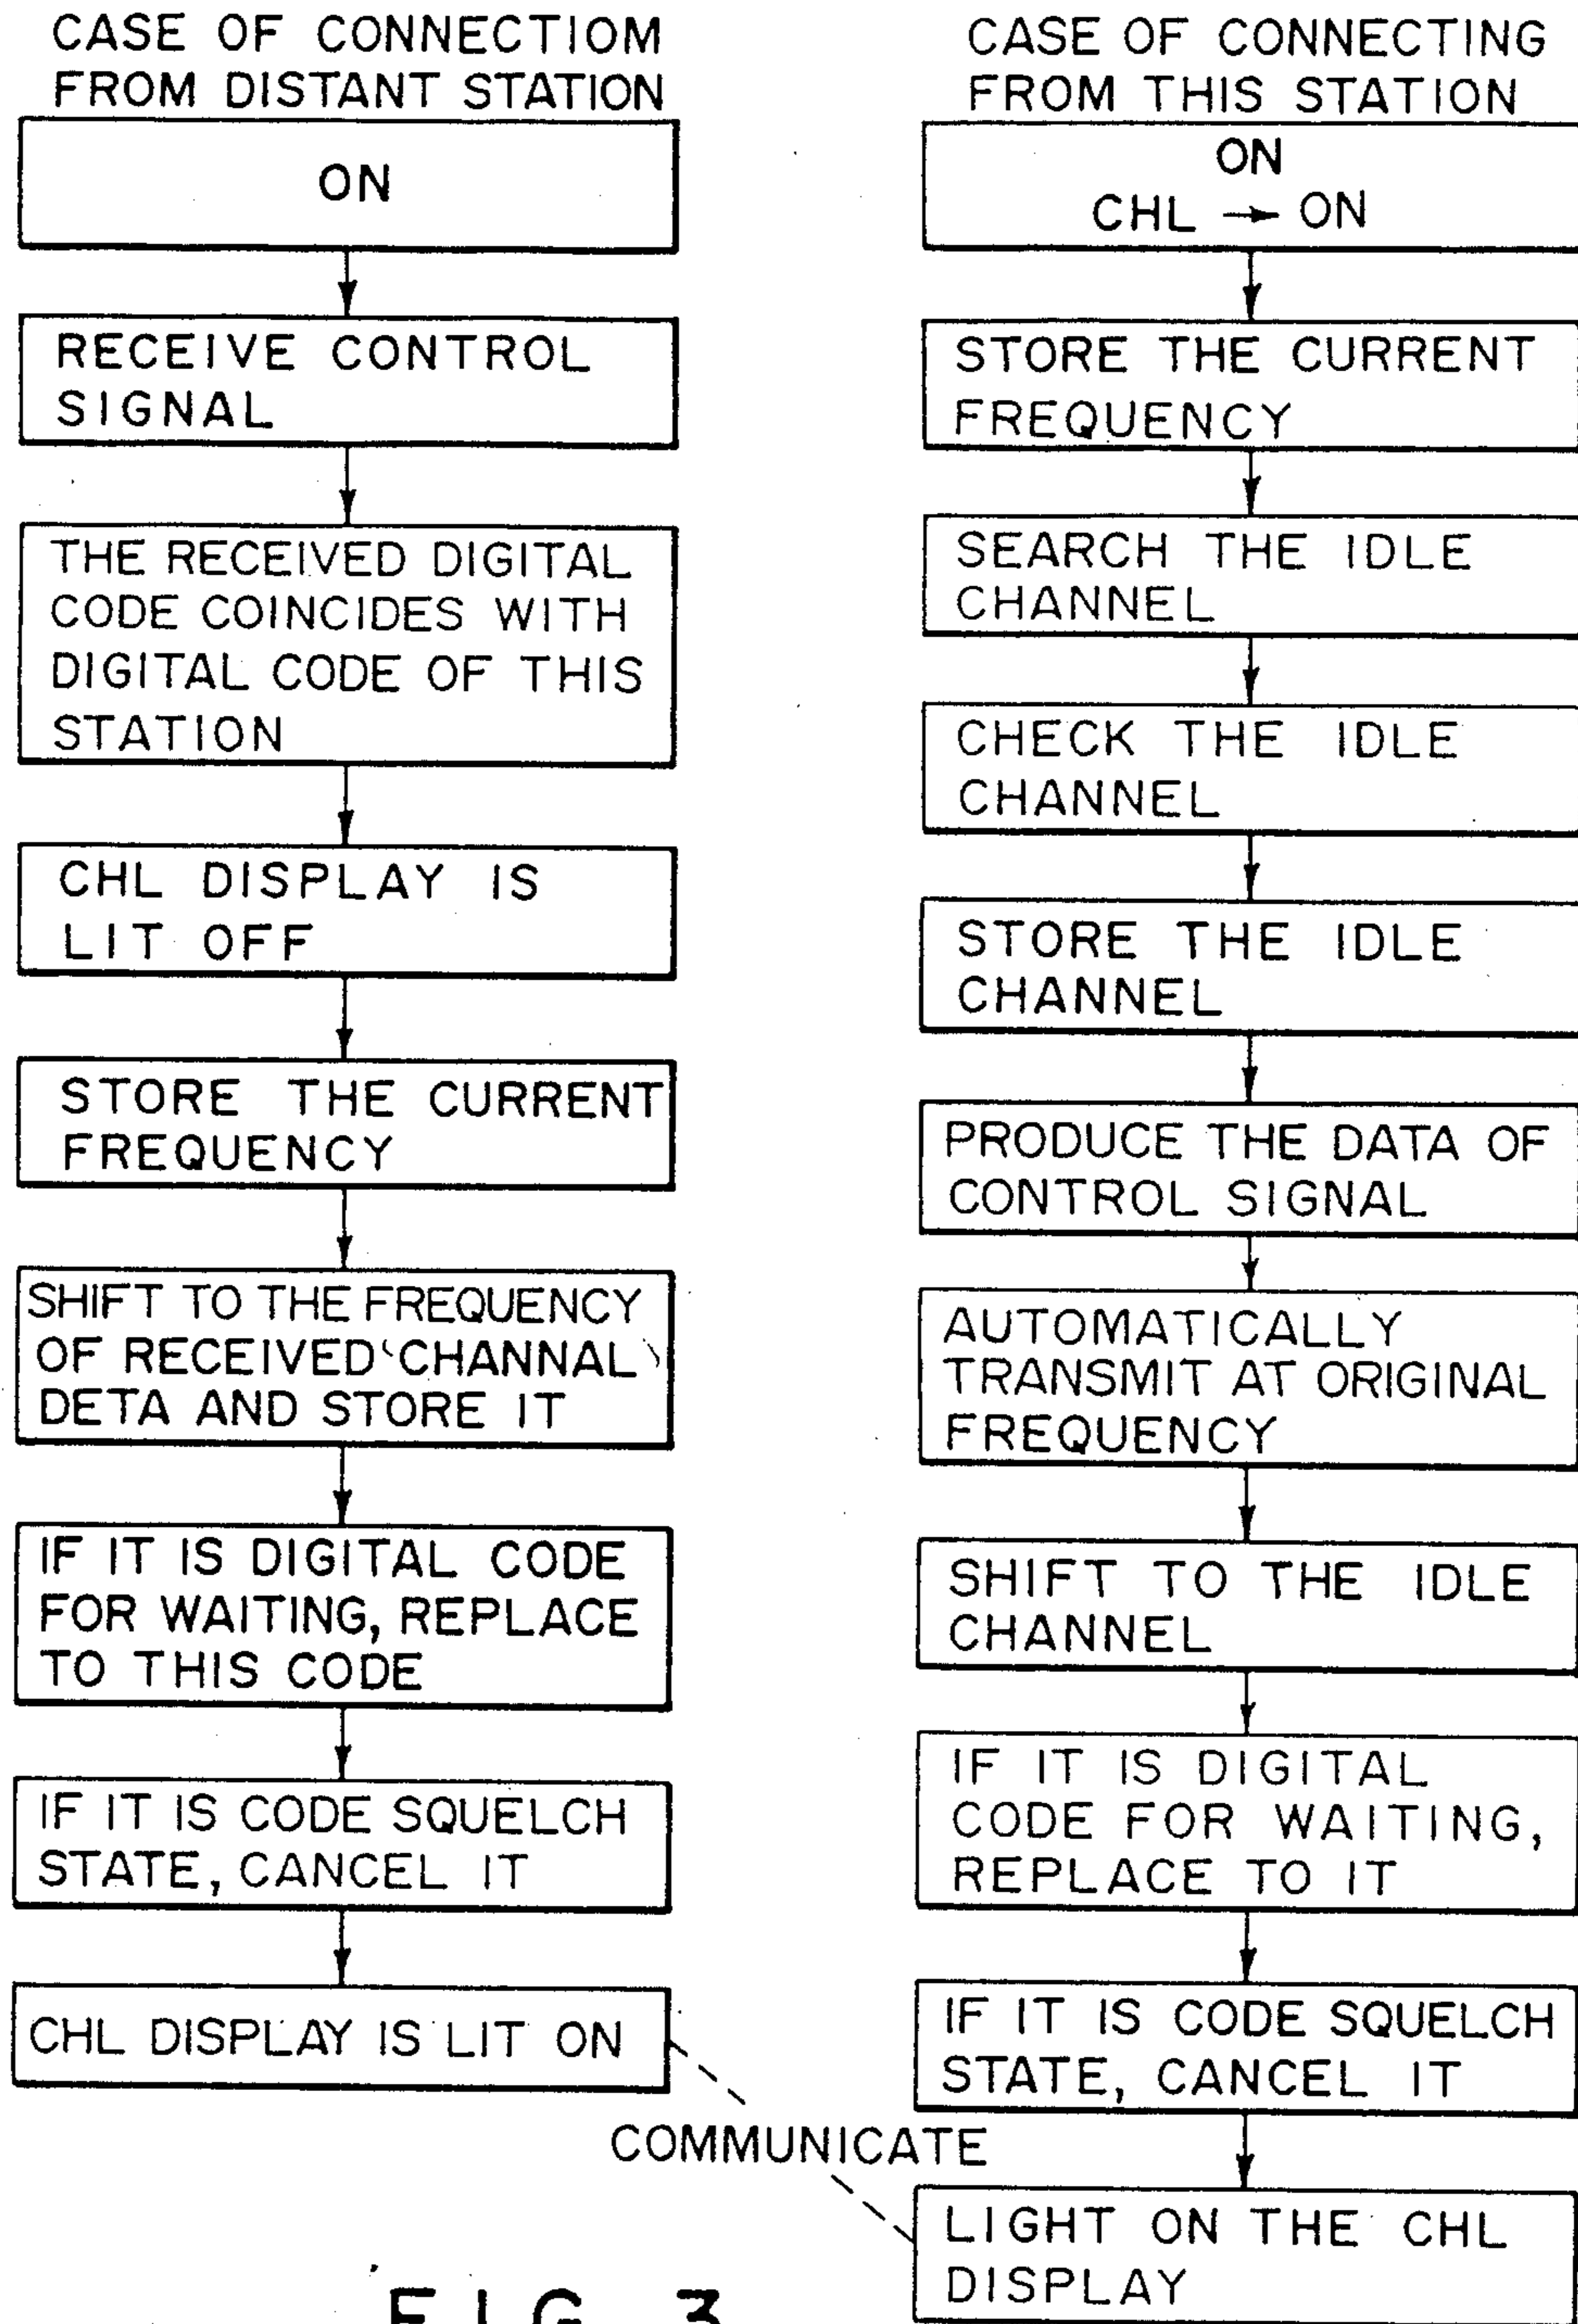 CASE OF CONNECTIOM
FROM DISTANT STATION
ON
RECEIVE CONTROL
SIGNAL
THE RECEIVED DIGITAL
CODE COINCIDES WITH
DIGITAL CODE OF THIS
STATION
CHL DISPLAY IS
LIT OFF
STORE THE CURRENT
FREQUENCY
SHIFT TO THE FREQUENCY
OF RECEIVED CHANNAL
DETA AND STORE IT
IF IT IS DIGITAL CODE
FOR WAITING, REPLACE
TO THIS CODE
IF IT IS CODE SQUELCH
STATE, CANCEL IT
CHL DISPLAY IS LIT ON
CASE OF CONNECTING
FROM THIS STATION
ON
CHL → ON
STORE THE CURRENT
FREQUENCY
SEARCH THE IDLE
CHANNEL
CHECK THE IDLE
CHANNEL
STORE THE IDLE
CHANNEL
PRODUCE THE DATA OF
CONTROL SIGNAL
AUTOMATICALLY
TRANSMIT AT ORIGINAL
FREQUENCY
SHIFT TO THE IDLE
CHANNEL
IF IT IS DIGITAL
CODE FOR WAITING,
REPLACE TO IT
IF IT IS CODE SQUELCH
STATE, CANCEL IT
LIGHT ON THE CHL
DISPLAY
COMMUNICATE
FIG. 3